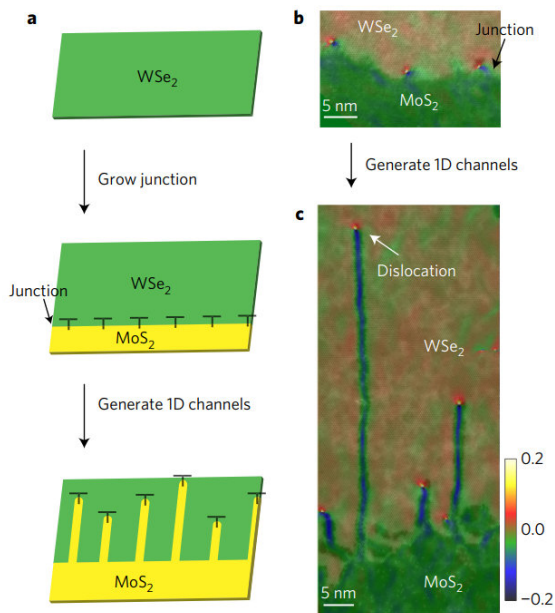 a
WSe2
Grow junction
WSe2
Junction
MoS2
Generate 1D channels
MoS2
b
WSe2
Junction
MoS2
5 nm
Generate 1D channels
c
Dislocation
WSe2
0.2
0.0
−0.2
MoS2
5 nm